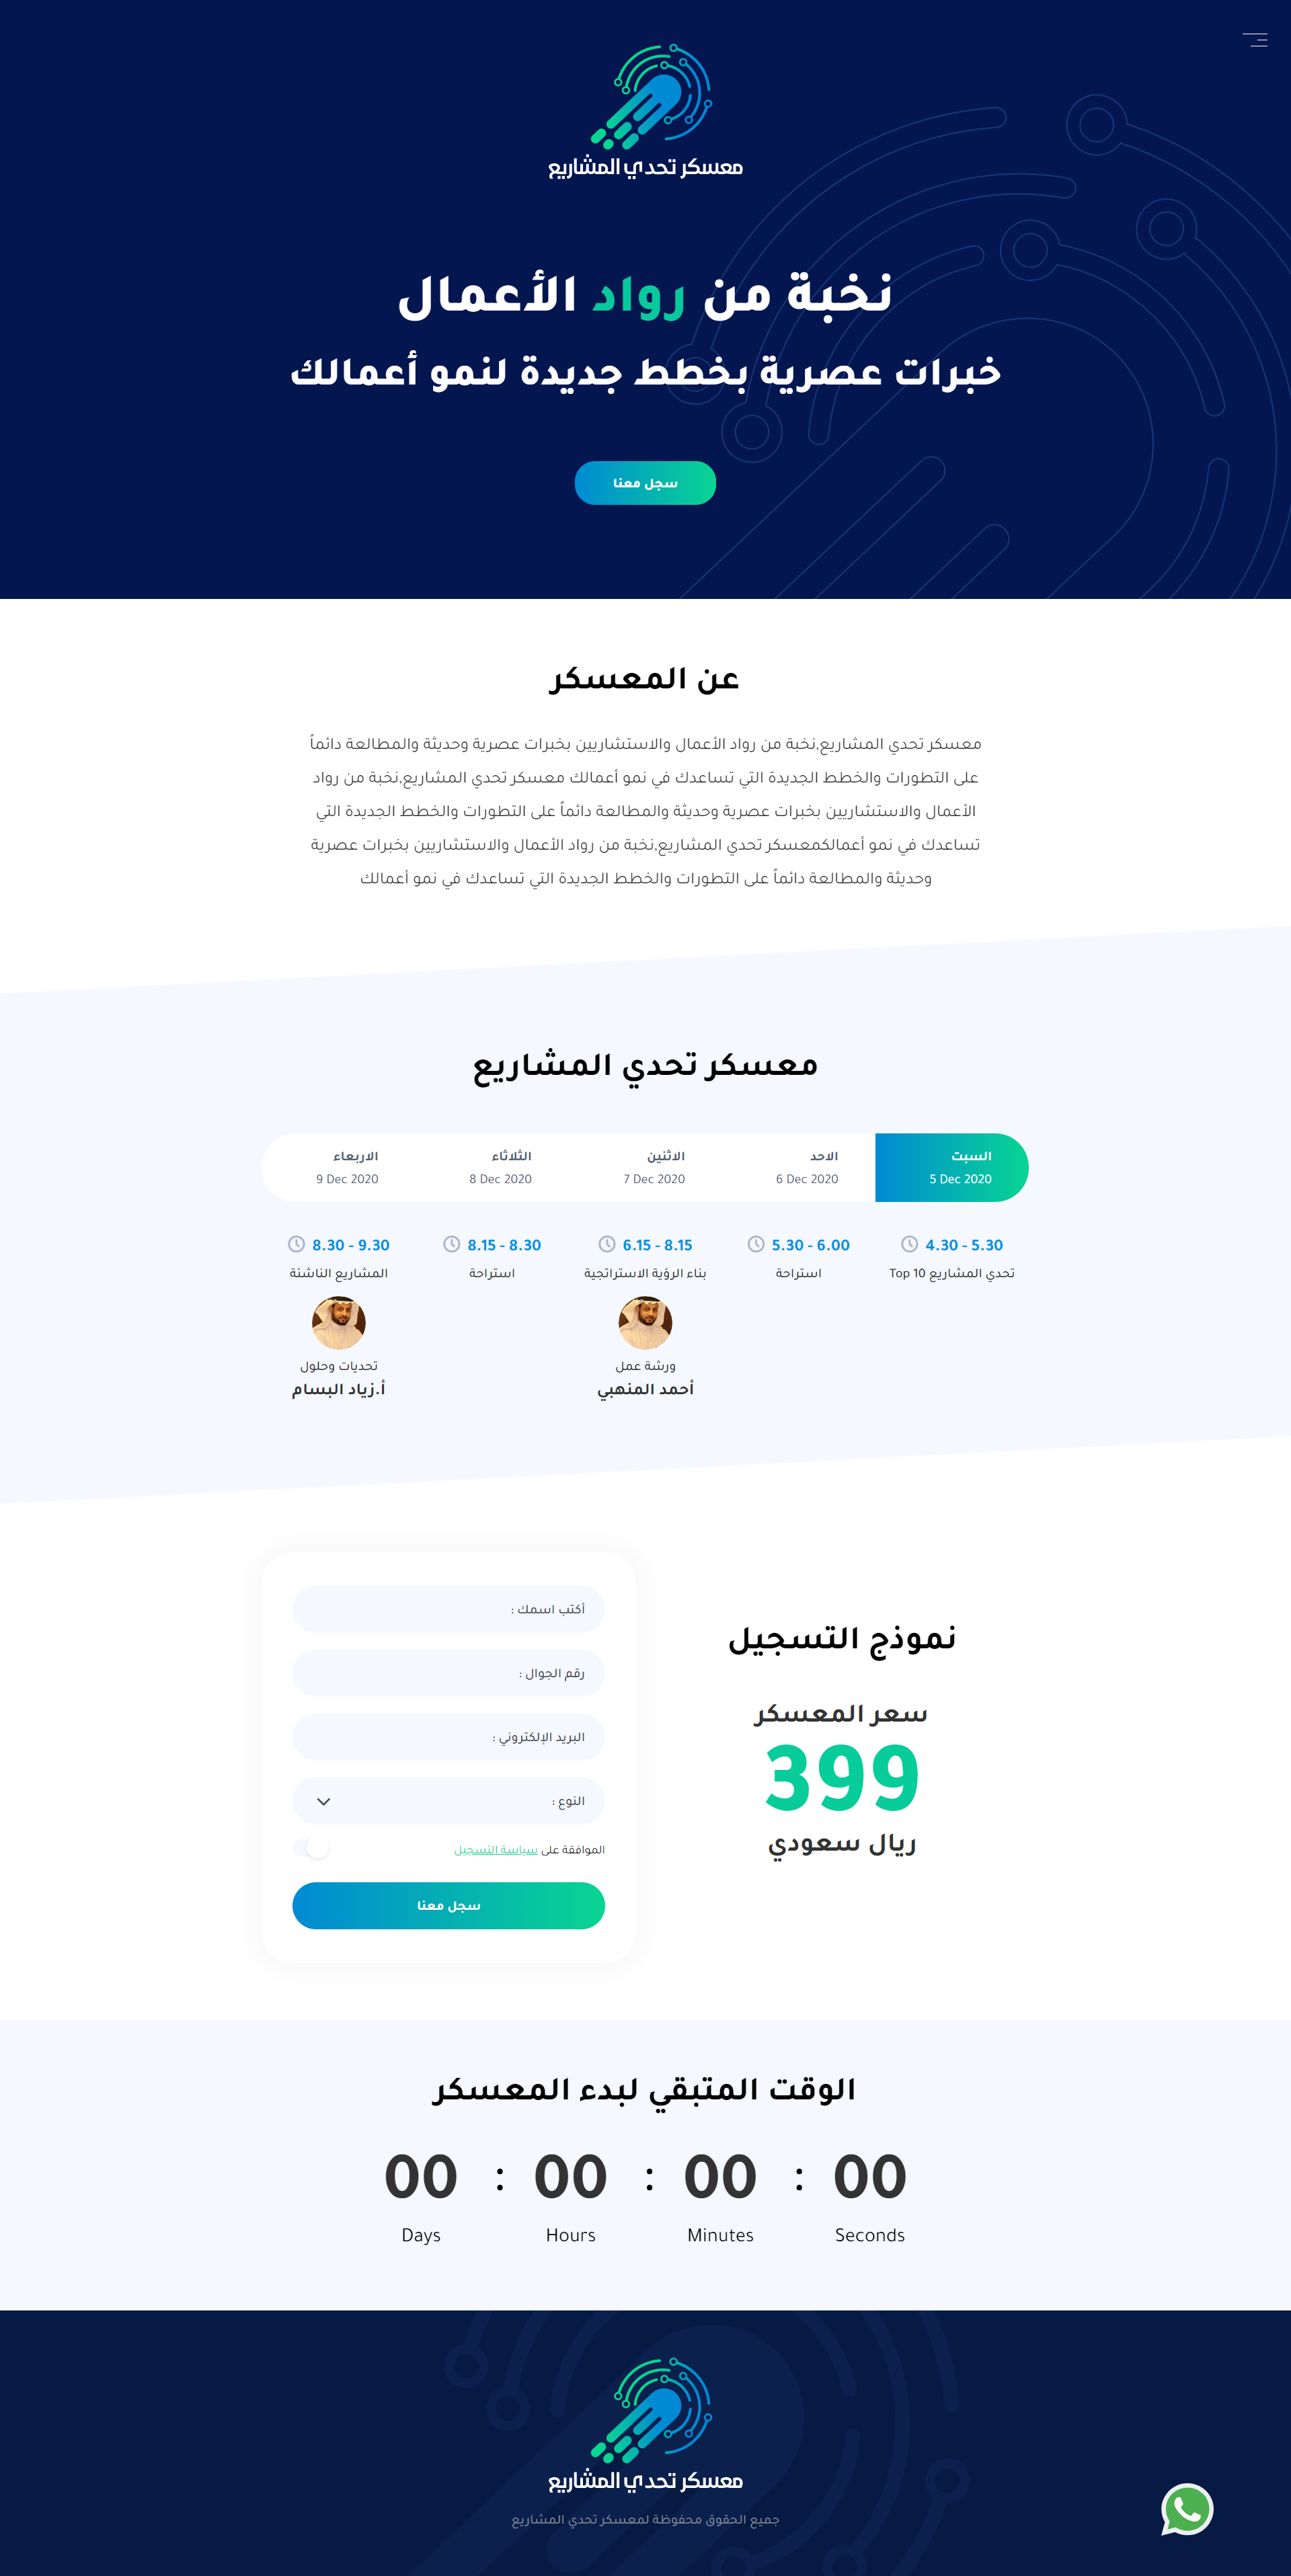 معسكر تحدي المشاريع
نخبة من رواد الأعمال
خبرات عصرية بخطط جديدة لنمو أعمالك
سجل معنا
عن المعسكر
معسكر تحدي المشاريع,نخبة من رواد الأعمال والاستشاريين بخبرات عصرية وحديثة والمطالعة دائماً
على التطورات والخطط الجديدة التي تساعدك في نمو أعمالك معسكر تحدي المشاريع,نخبة من رواد
الأعمال والاستشاريين بخبرات عصرية وحديثة والمطالعة دائماً على التطورات والخطط الجديدة التي
تساعدك في نمو أعمالكمعسكر تحدي المشاريع,نخبة من رواد الأعمال والاستشاريين بخبرات عصرية
وحديثة والمطالعة دائماً على التطورات والخطط الجديدة التي تساعدك في نمو أعمالك
معسكر تحدي المشاريع
السبت
5 Dec 2020
الاحد
6 Dec 2020
الاثنين
7 Dec 2020
الثلاثاء
8 Dec 2020
الاربعاء
9 Dec 2020
4.30 - 5.30
تحدي المشاريع Top 10
5.30 - 6.00
استراحة
6.15 - 8.15
بناء الرؤية الاستراتجية
ورشة عمل
أحمد المنهبي
8.15 - 8.30
استراحة
8.30 - 9.30
المشاريع الناشئة
تحديات وحلول
أ.زياد البسام
نموذج التسجيل
سعر المعسكر
399
ريال سعودي
أكتب اسمك :
رقم الجوال :
البريد الإلكتروني :
النوع :
الموافقة على سياسة التسجيل
سجل معنا
الوقت المتبقي لبدء المعسكر
00 : 00 : 00 : 00
Days Hours Minutes Seconds
معسكر تحدي المشاريع
جميع الحقوق محفوظة لمعسكر تحدي المشاريع